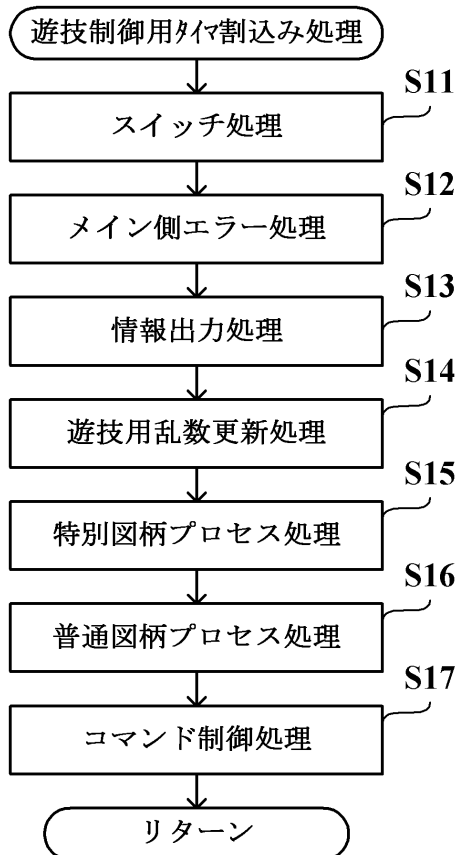 遊技制御用ﾀｲﾏ割込み処理
S11
スイッチ処理
S12
メイン側エラー処理
S13
情報出力処理
S14
遊技用乱数更新処理
S15
特別図柄プロセス処理
S16
普通図柄プロセス処理
S17
コマンド制御処理
リターン